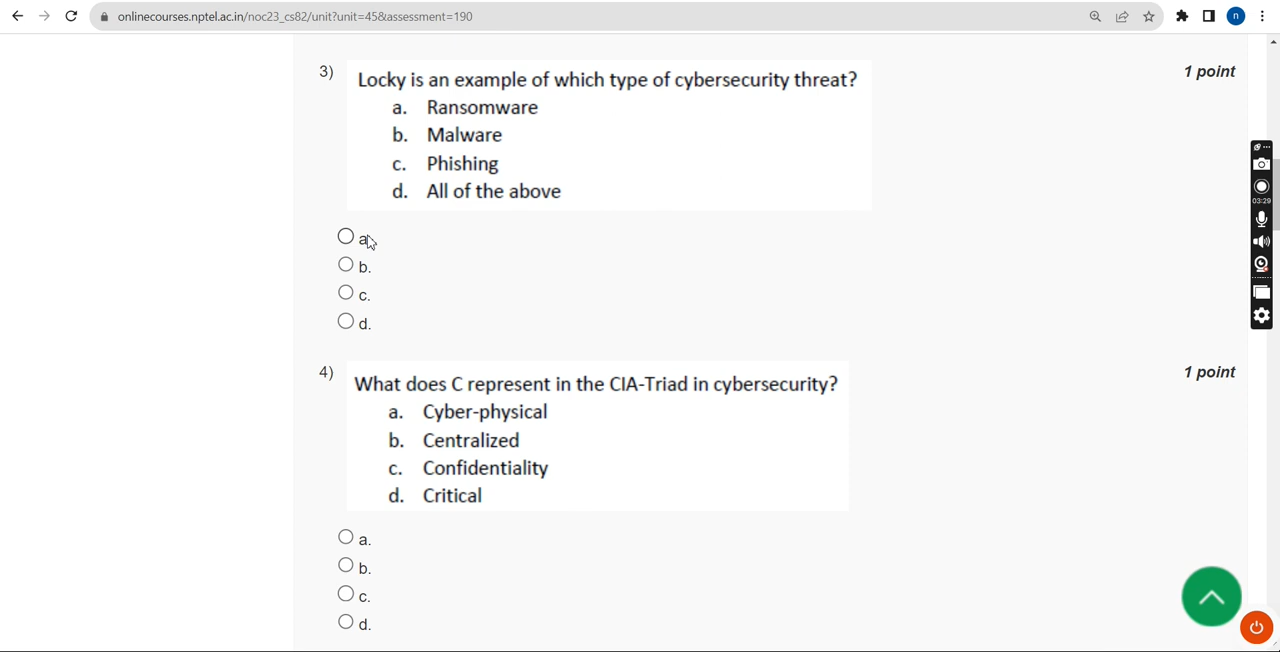 onlinecourses.nptel.ac.in/noc23_cs82/unit?unit=45&assessment=190
n
3) Locky is an example of which type of cybersecurity threat? 1 point
a. Ransomware
b. Malware
c. Phishing
d. All of the above
a.
b.
c.
d.
03:29
4) What does C represent in the CIA-Triad in cybersecurity? 1 point
a. Cyber-physical
b. Centralized
c. Confidentiality
d. Critical
a.
b.
c.
d.